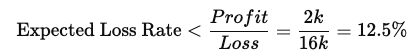 Expected Loss Rate < Profit / Loss = 2k / 16k = 12.5%